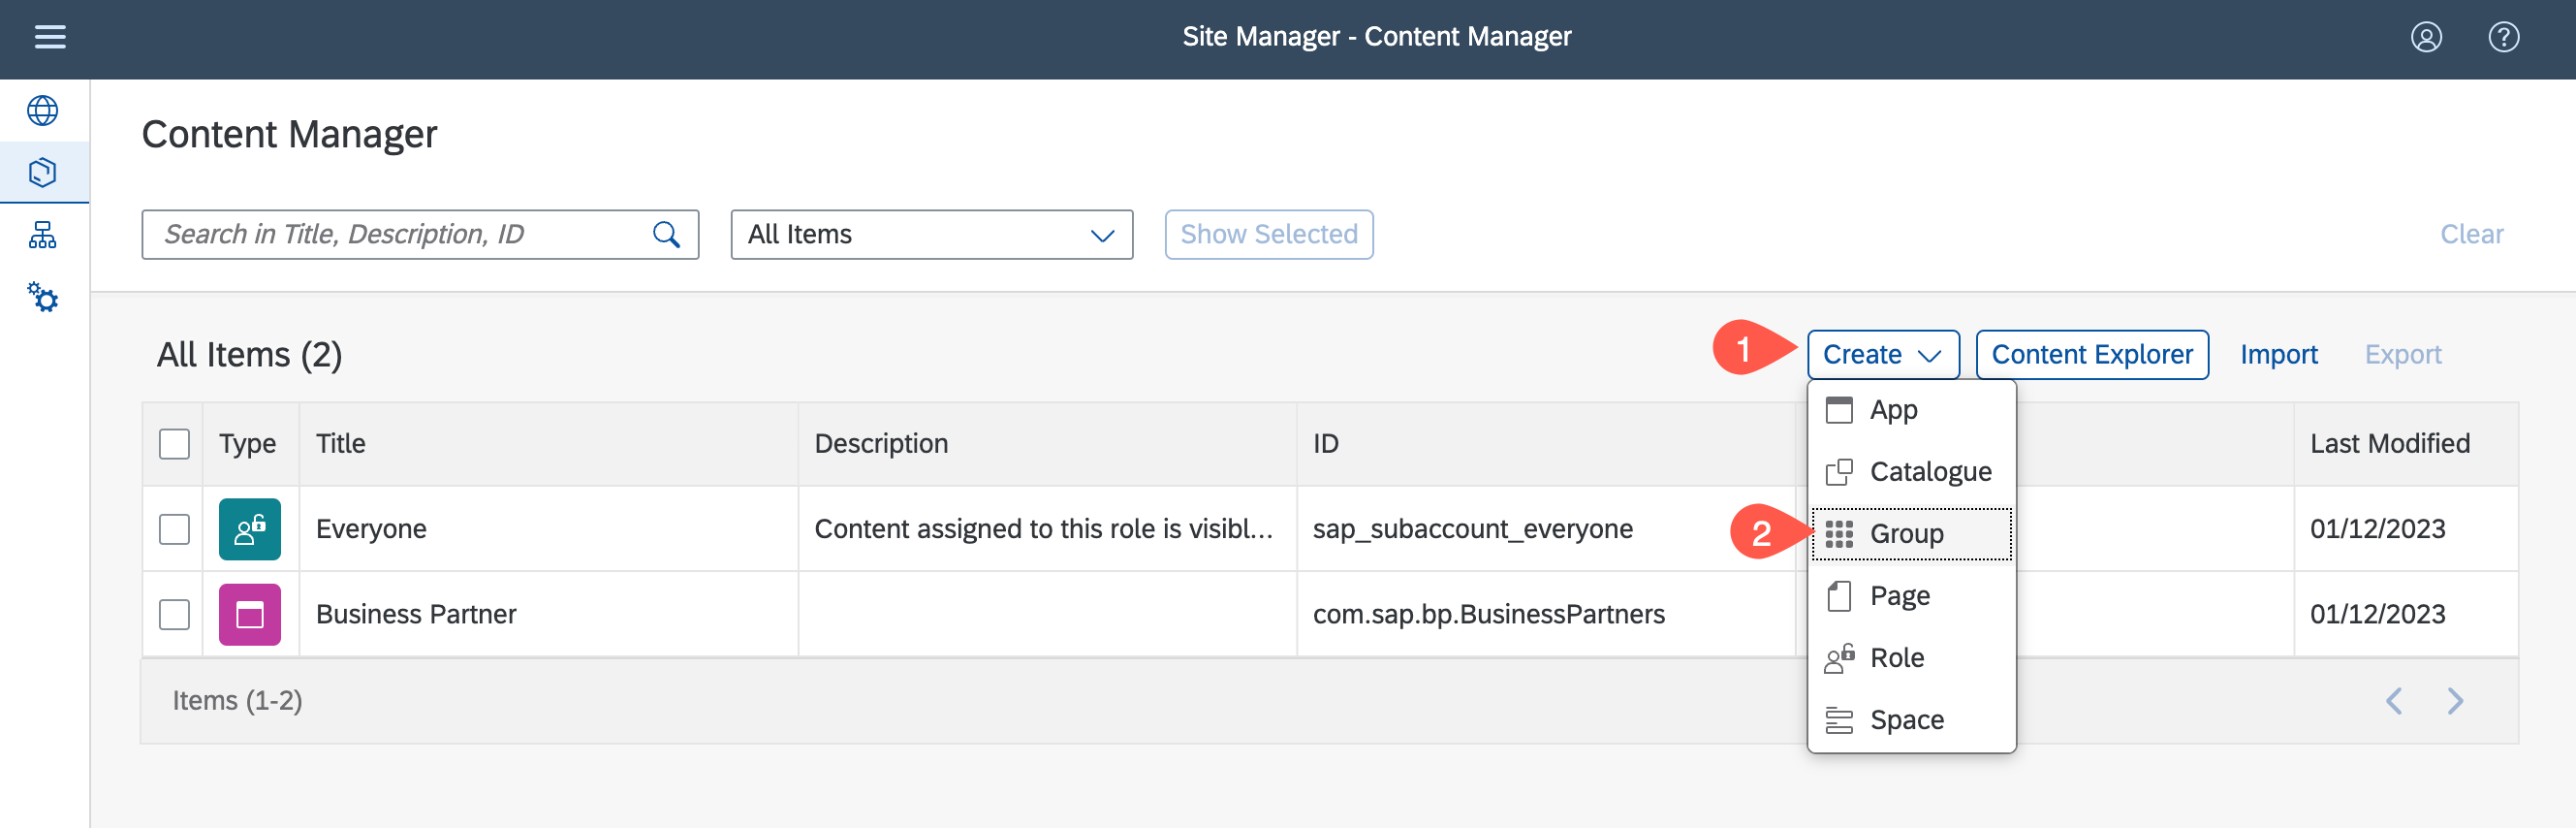 Site Manager - Content Manager
?
Content Manager
Search in Title, Description, ID
All Items
Show Selected
Clear
All Items (2)
1
Create
Content Explorer
Import
Export
App
Catalogue
2
Group
Page
Role
Space
Type
Title
Description
ID
Last Modified
Everyone
Content assigned to this role is visibl...
sap_subaccount_everyone
01/12/2023
Business Partner
com.sap.bp.BusinessPartners
01/12/2023
Items (1-2)